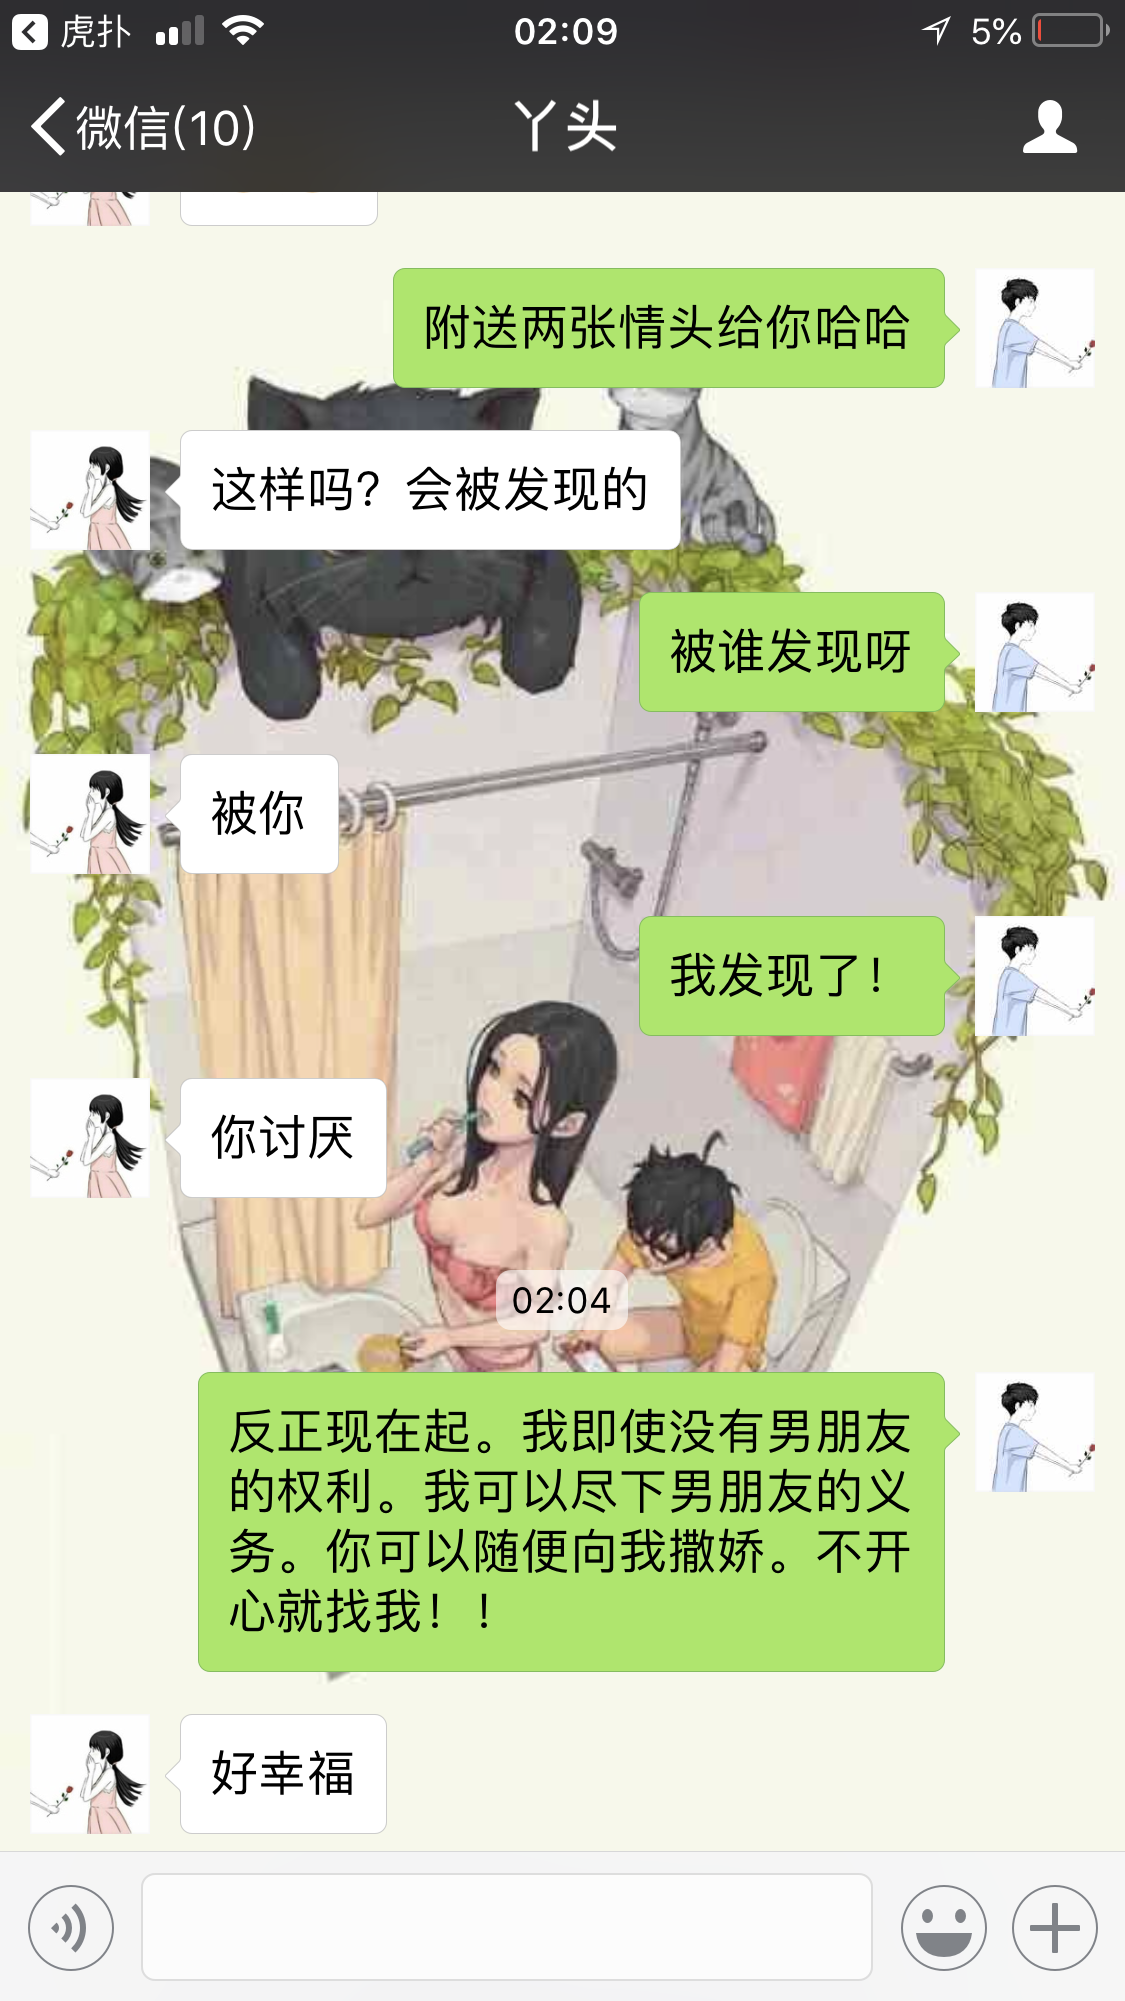 虎扑 02:09 5%
微信(10) 丫头
附送两张情头给你哈哈
这样吗？会被发现的
被谁发现呀
被你
我发现了！
你讨厌
02:04
反正现在起。我即使没有男朋友
的权利。我可以尽下男朋友的义
务。你可以随便向我撒娇。不开
心就找我！！
好幸福